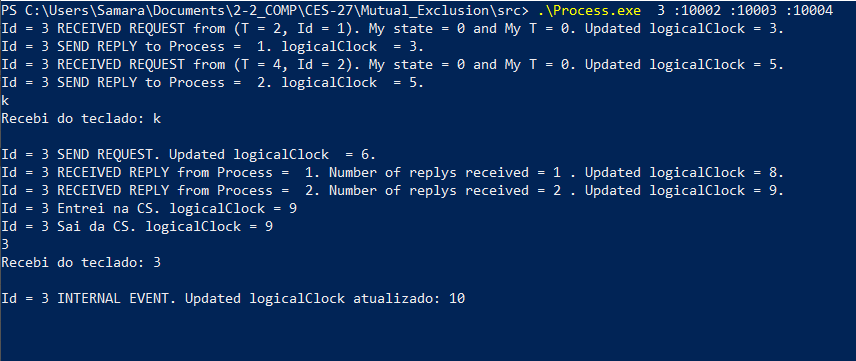 PS C:\Users\Samara\Documents\2-2_COMP\CES-27\Mutual_Exclusion\src> .\Process.exe  3 :10002 :10003 :10004
Id = 3 RECEIVED REQUEST from (T = 2, Id = 1). My state = 0 and My T = 0. Updated logicalClock = 3.
Id = 3 SEND REPLY to Process =  1. logicalClock  = 3.
Id = 3 RECEIVED REQUEST from (T = 4, Id = 2). My state = 0 and My T = 0. Updated logicalClock = 5.
Id = 3 SEND REPLY to Process =  2. logicalClock  = 5.
k
Recebi do teclado: k
Id = 3 SEND REQUEST. Updated logicalClock  = 6.
Id = 3 RECEIVED REPLY from Process =  1. Number of replys received = 1 . Updated logicalClock = 8.
Id = 3 RECEIVED REPLY from Process =  2. Number of replys received = 2 . Updated logicalClock = 9.
Id = 3 Entrei na CS. logicalClock = 9
Id = 3 Sai da CS. logicalClock = 9
3
Recebi do teclado: 3
Id = 3 INTERNAL EVENT. Updated logicalClock atualizado: 10